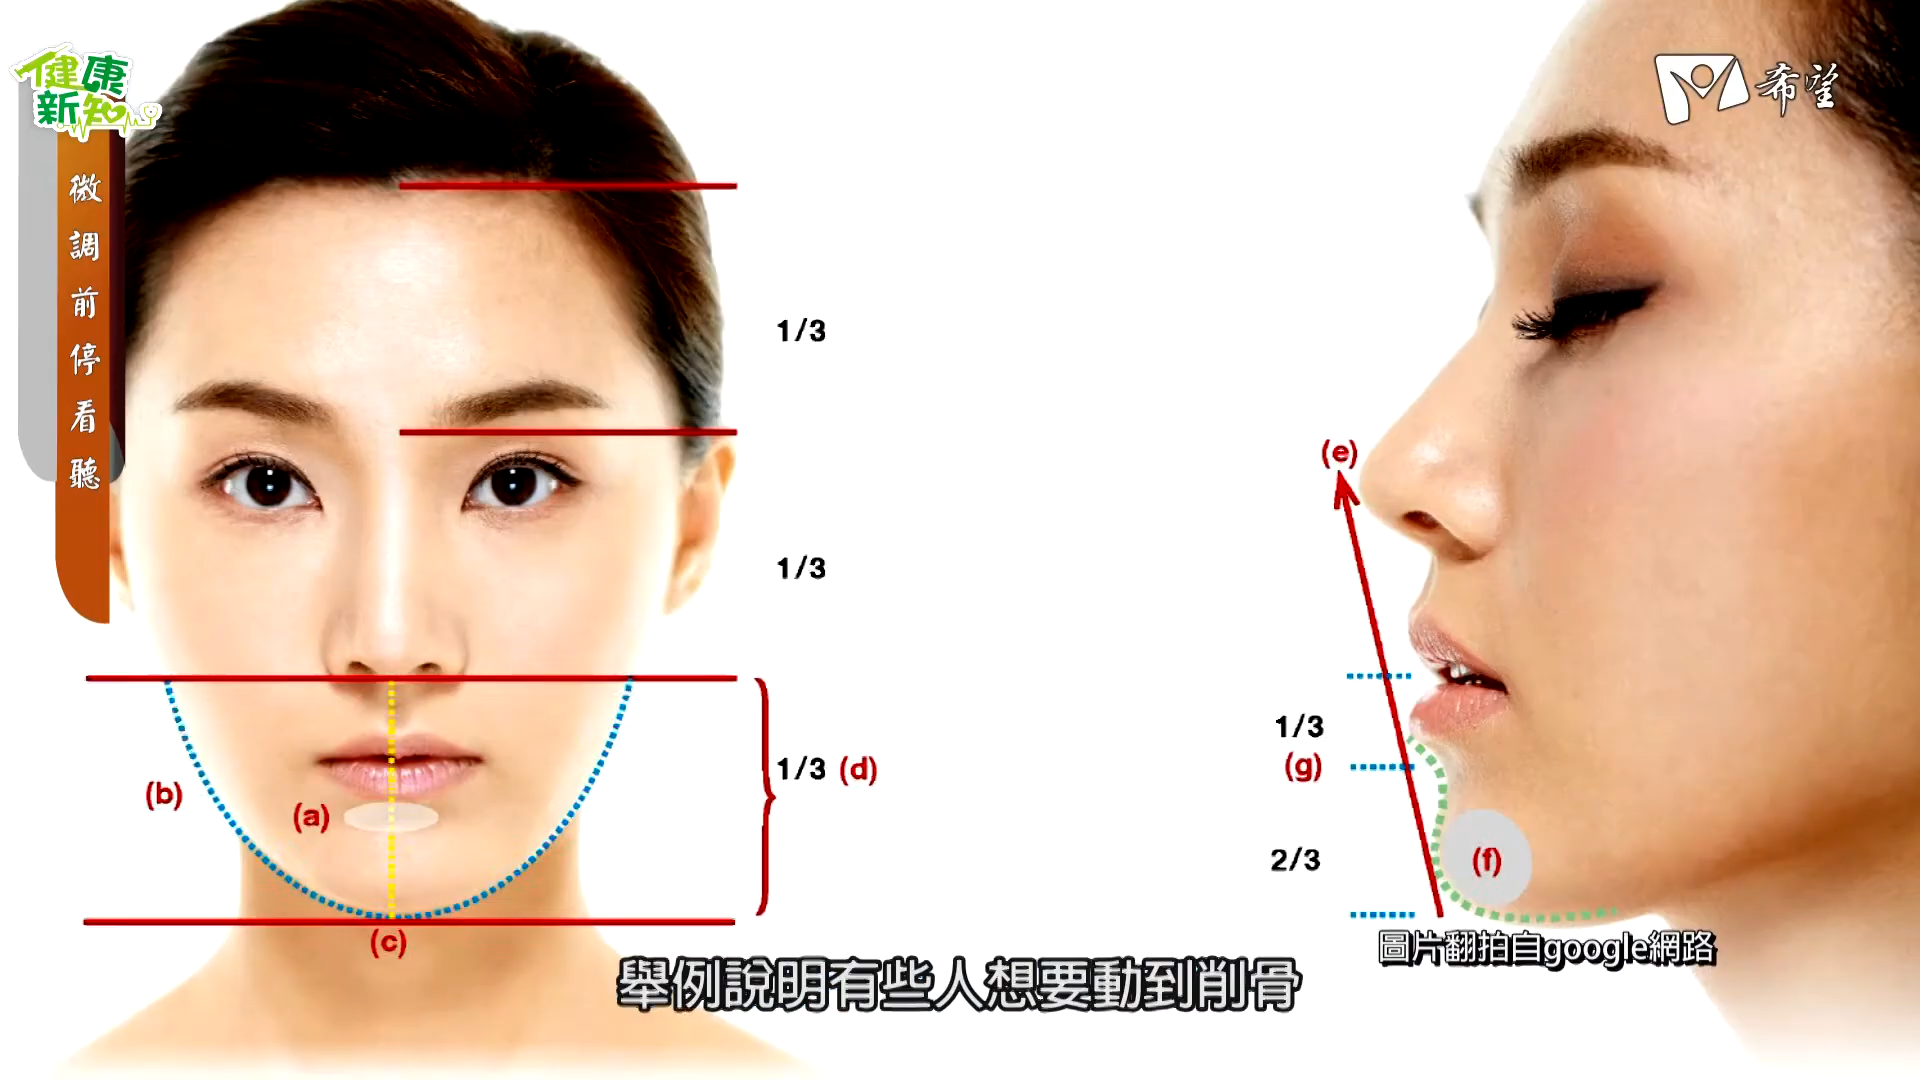 健康
新知
希望
微調前停看聽
1/3
1/3
1/3 (d)
(b)
(a)
(c)
(e)
1/3
(g)
2/3
(f)
圖片翻拍自google網路
舉例說明有些人想要動到削骨